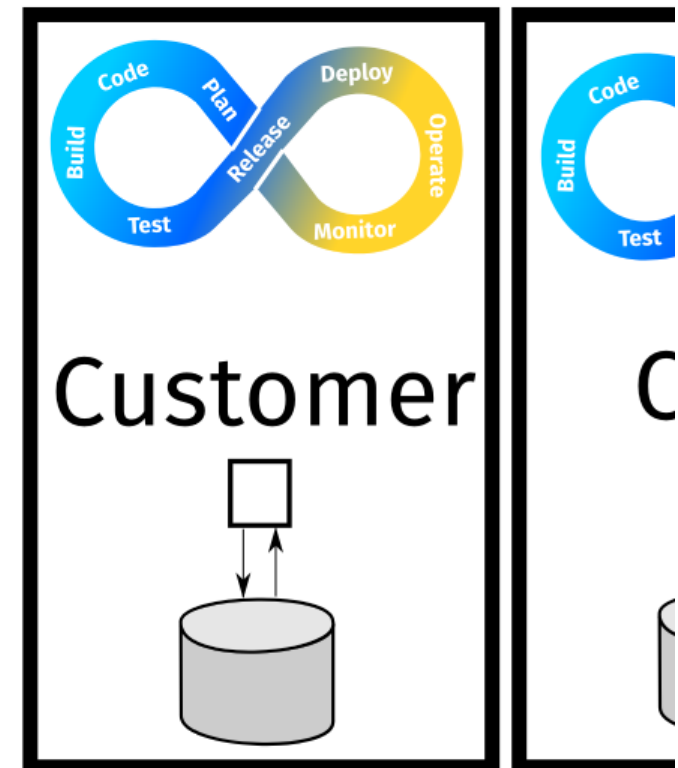 Code
Plan
Build
Test
Release
Deploy
Operate
Monitor
Customer
Code
Build
Test